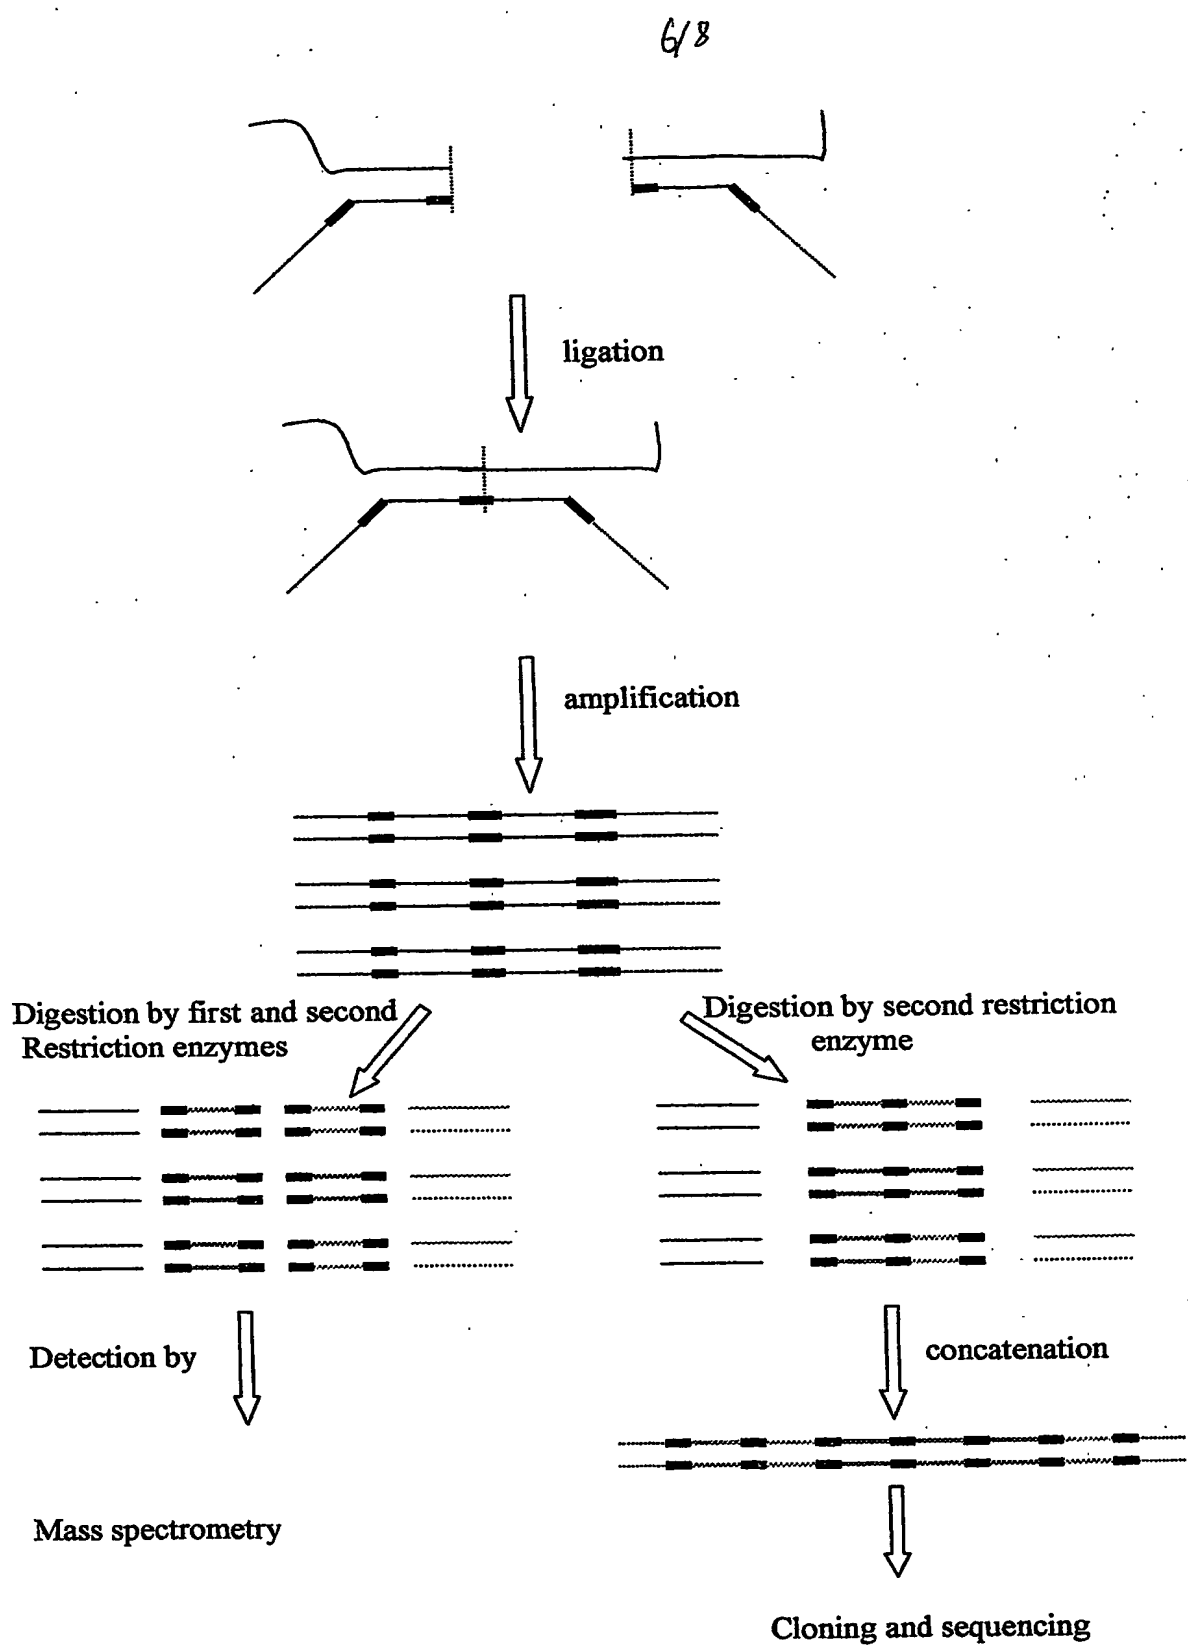 6/8
ligation
amplification
Digestion by first and second
Restriction enzymes
Digestion by second restriction
enzyme
Detection by
concatenation
Mass spectrometry
Cloning and sequencing